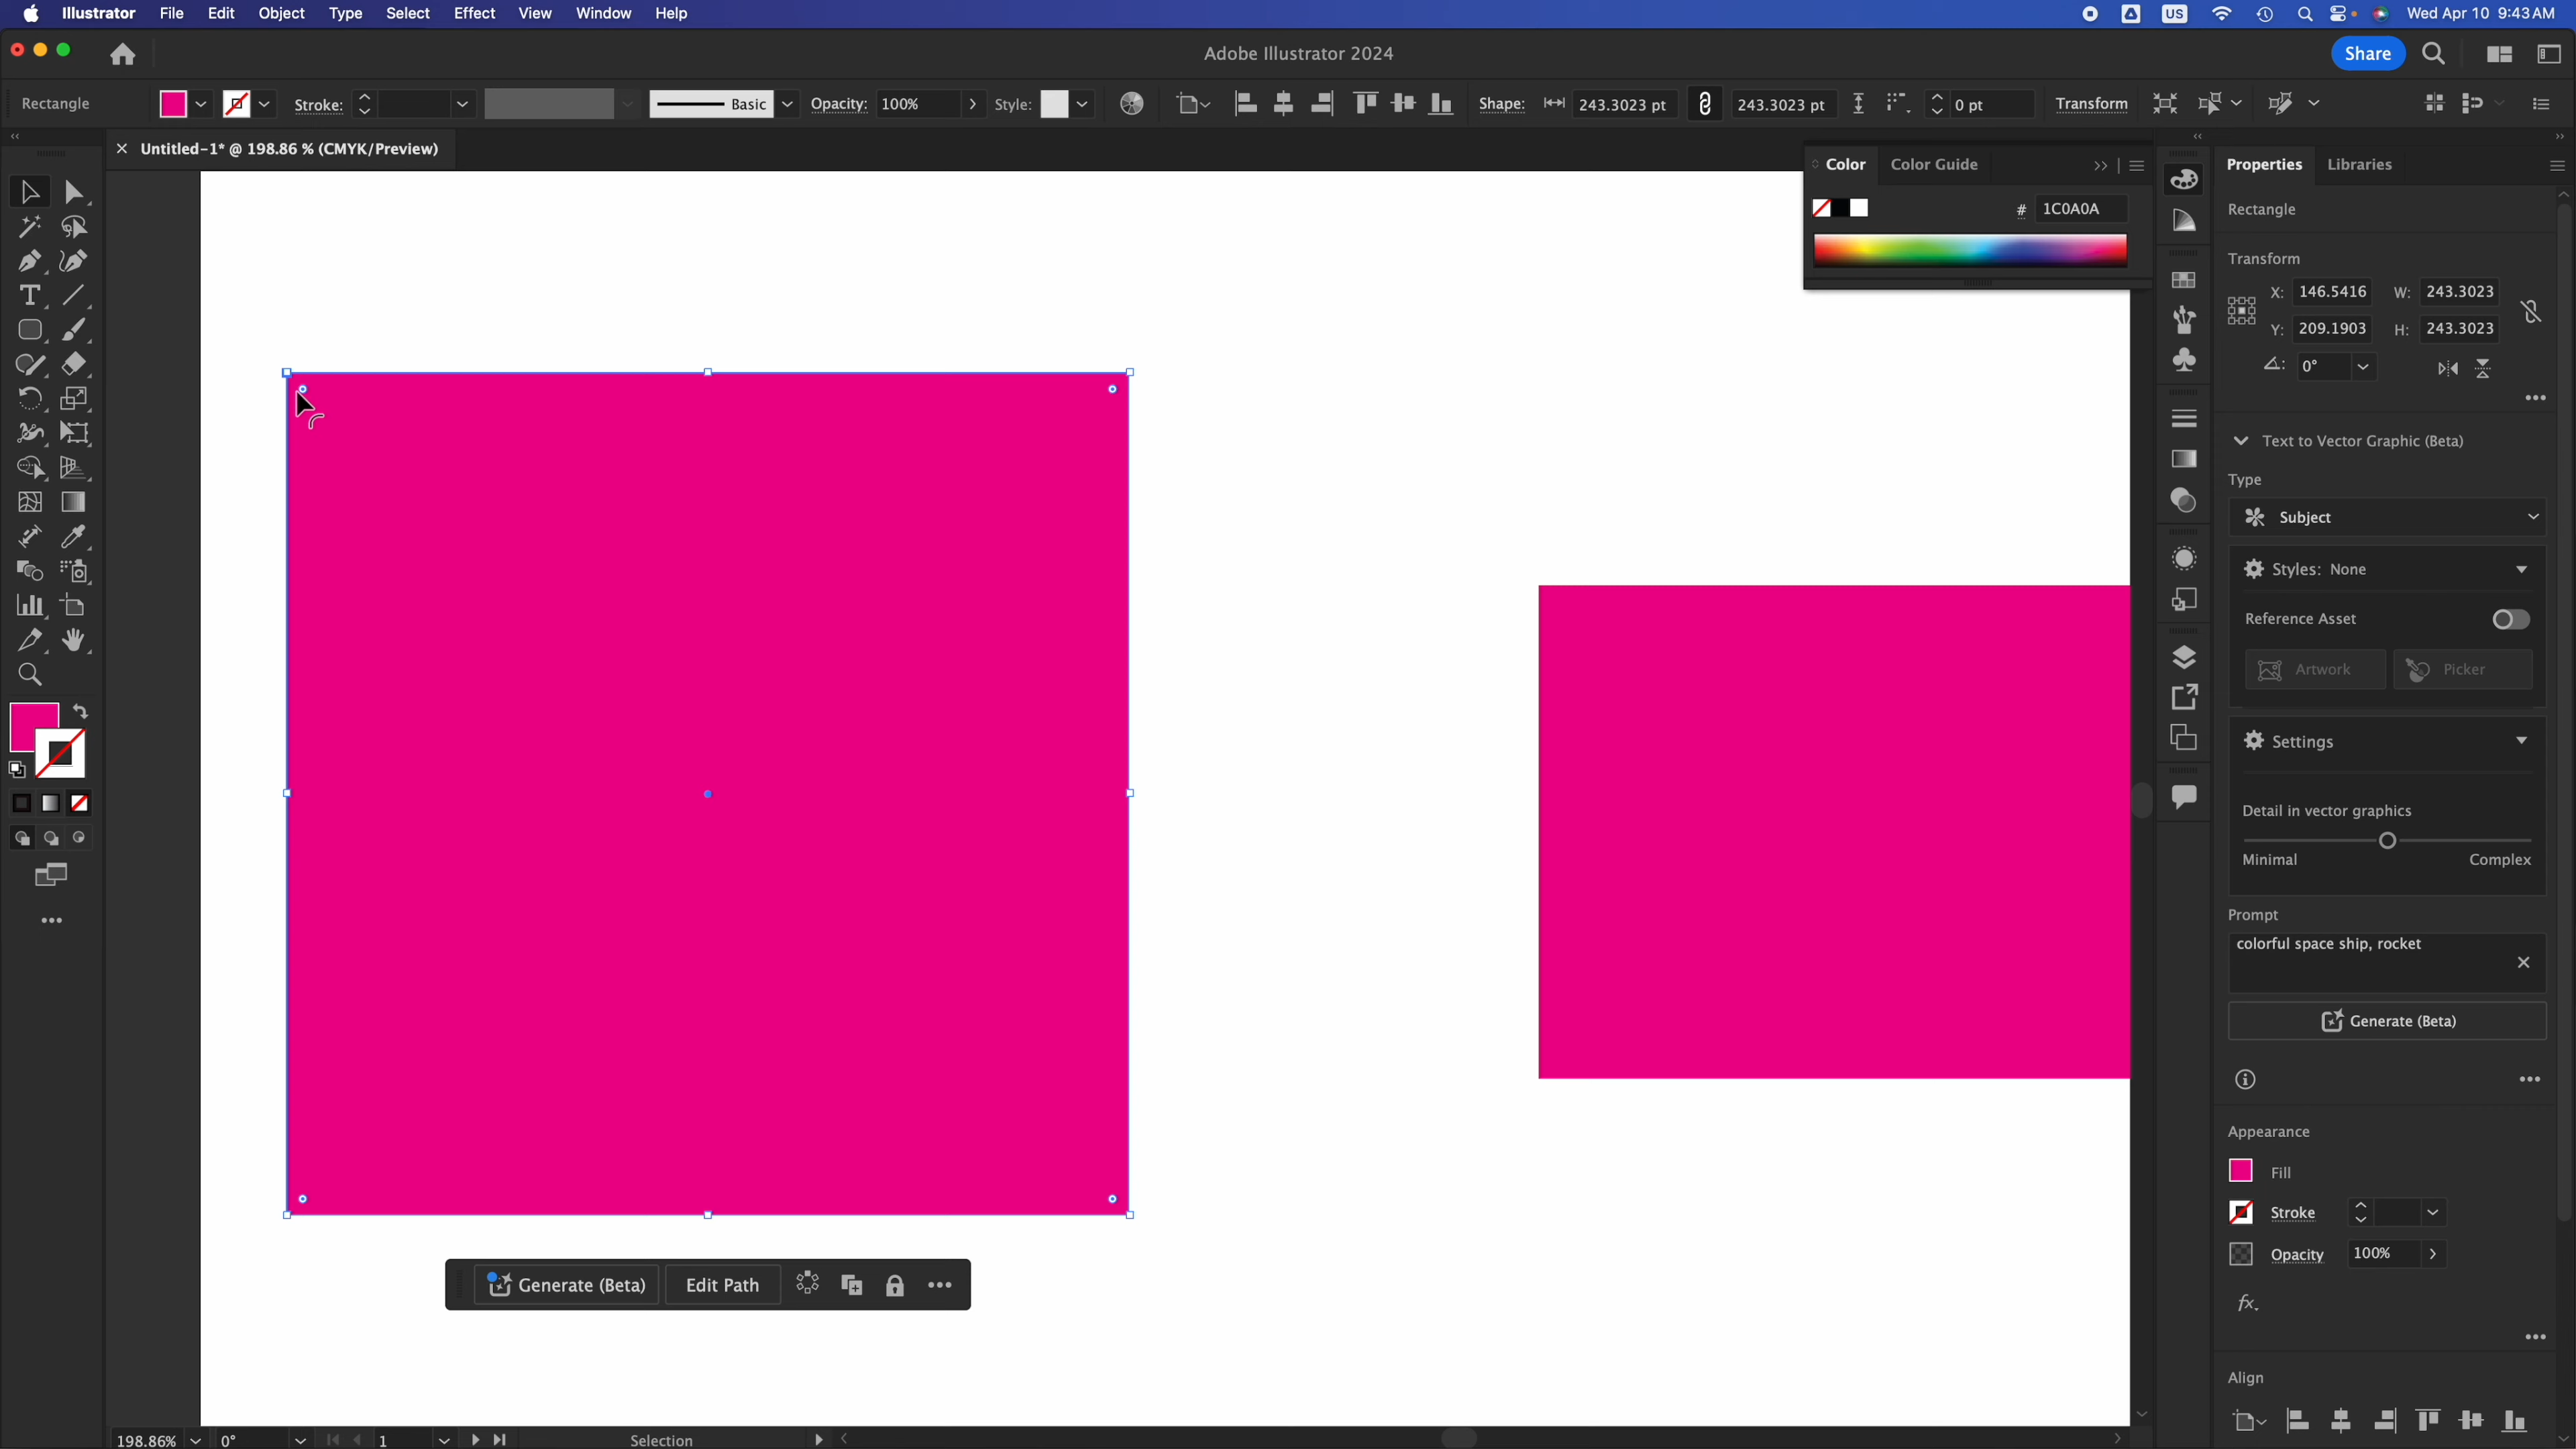 Illustrator File Edit Object Type Select Effect View Window Help
US Wed Apr 10 9:43 AM
Adobe Illustrator 2024
Share
Rectangle
Stroke:
Basic
Opacity: 100%
Style:
Shape: 243.3023 pt 243.3023 pt
0 pt
Transform
Untitled-1* @ 198.86 % (CMYK/Preview)
Color Color Guide
# 1C0A0A
Properties Libraries
Rectangle
Transform
X: 146.5416 W: 243.3023
Y: 209.1903 H: 243.3023
0°
Text to Vector Graphic (Beta)
Type
Subject
Styles: None
Reference Asset
Artwork Picker
Settings
Detail in vector graphics
Minimal Complex
Prompt
colorful space ship, rocket
Generate (Beta)
Appearance
Fill
Stroke
Opacity 100%
fx
Align
Generate (Beta) Edit Path
198.86% 0° 1 Selection